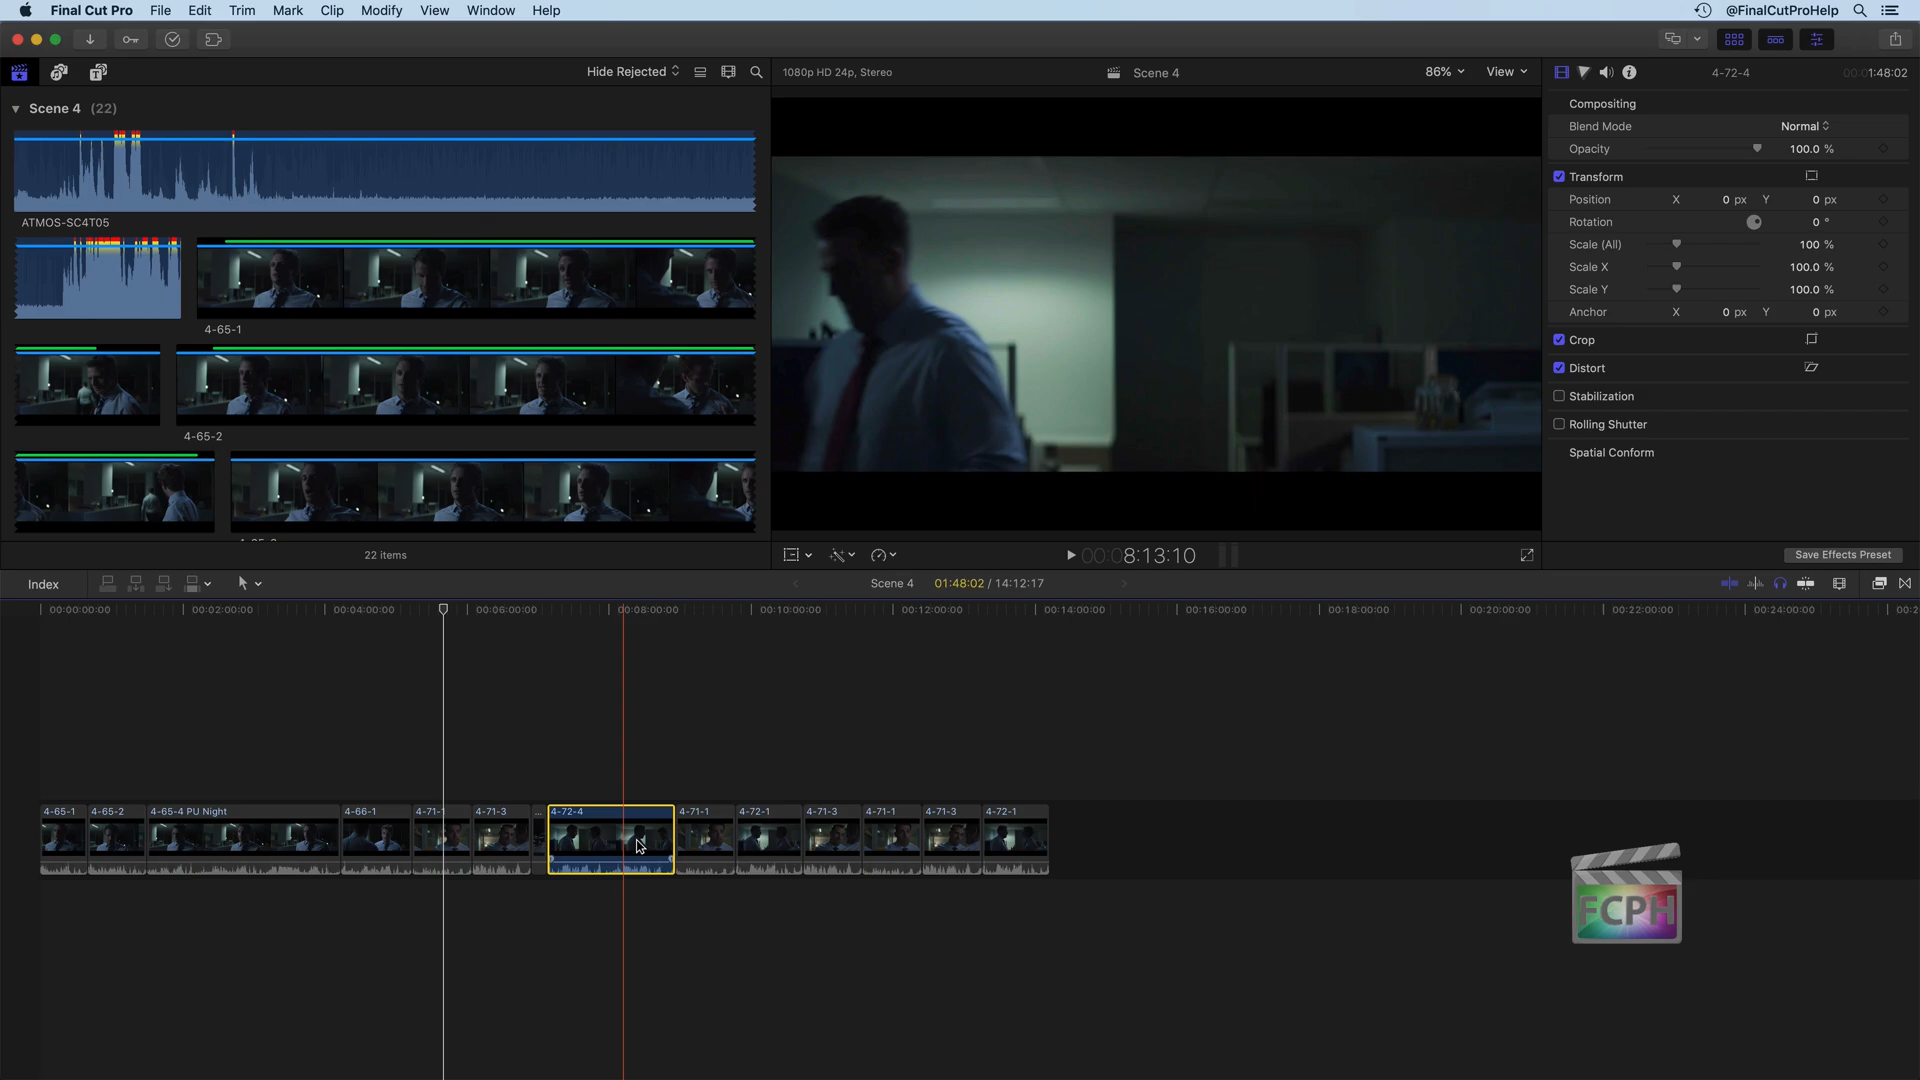 Final Cut Pro File Edit Trim Mark Clip Modify View Window Help @FinalCutProHelp
Hide Rejected
1080p HD 24p, Stereo Scene 4 86% View
4-72-4 00:01:48:02
Scene 4 (22)
ATMOS-SC4T05
4-65-1
4-65-2
22 items
00:08:13:10
Compositing
Blend Mode Normal
Opacity 100.0 %
Transform
Position X 0 px Y 0 px
Rotation 0 °
Scale (All) 100 %
Scale X 100.0 %
Scale Y 100.0 %
Anchor X 0 px Y 0 px
Crop
Distort
Stabilization
Rolling Shutter
Spatial Conform
Save Effects Preset
Index Scene 4 01:48:02 / 14:12:17
00:00:00:00 00:02:00:00 00:04:00:00 00:06:00:00 00:08:00:00 00:10:00:00 00:12:00:00 00:14:00:00 00:16:00:00 00:18:00:00 00:20:00:00 00:22:00:00 00:24:00:00
4-65-1 4-65-2 4-65-4 PU Night 4-66-1 4-71-1 4-71-3 ... 4-72-4 4-71-1 4-72-1 4-71-3 4-71-1 4-71-3 4-72-1
FCPH